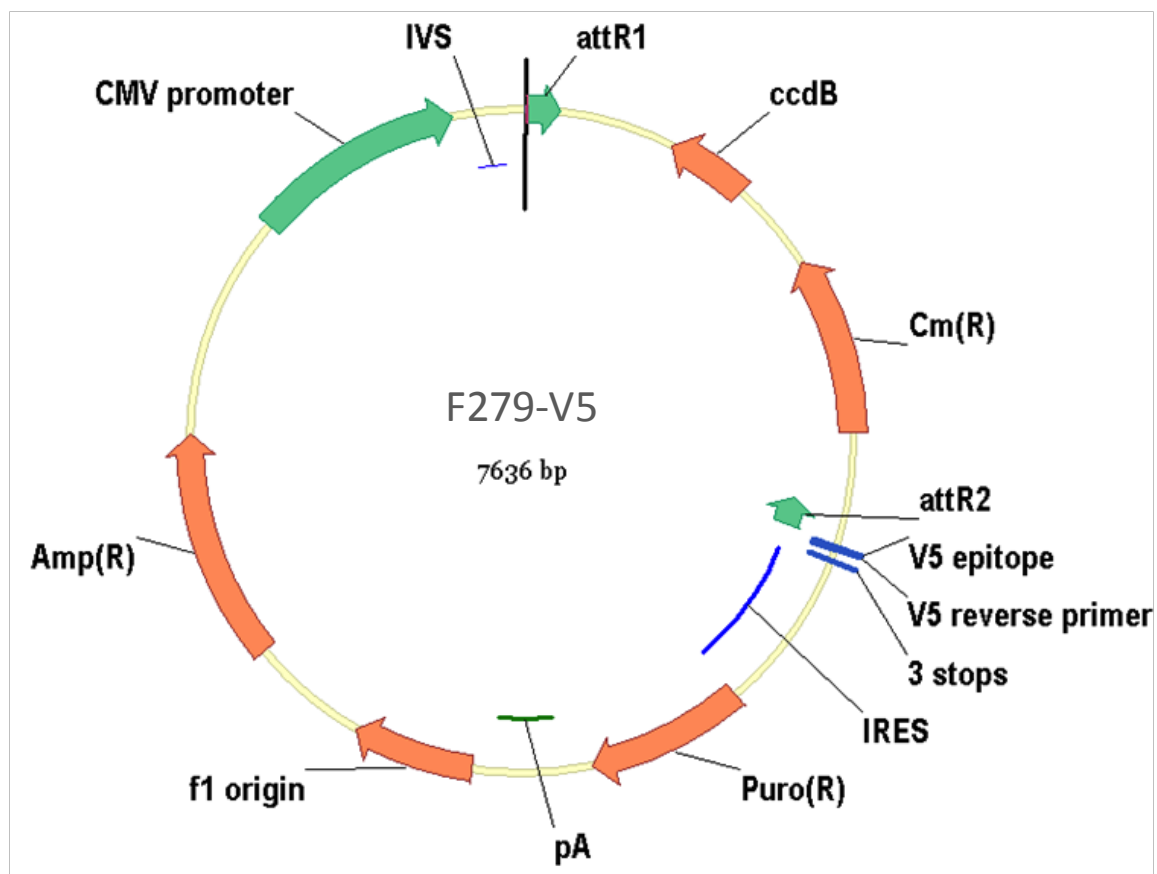 IVS
attR1
CMV promoter
ccdB
Cm(R)
F279-V5
7636 bp
attR2
Amp(R)
V5 epitope
V5 reverse primer
3 stops
IRES
f1 origin
Puro(R)
pA